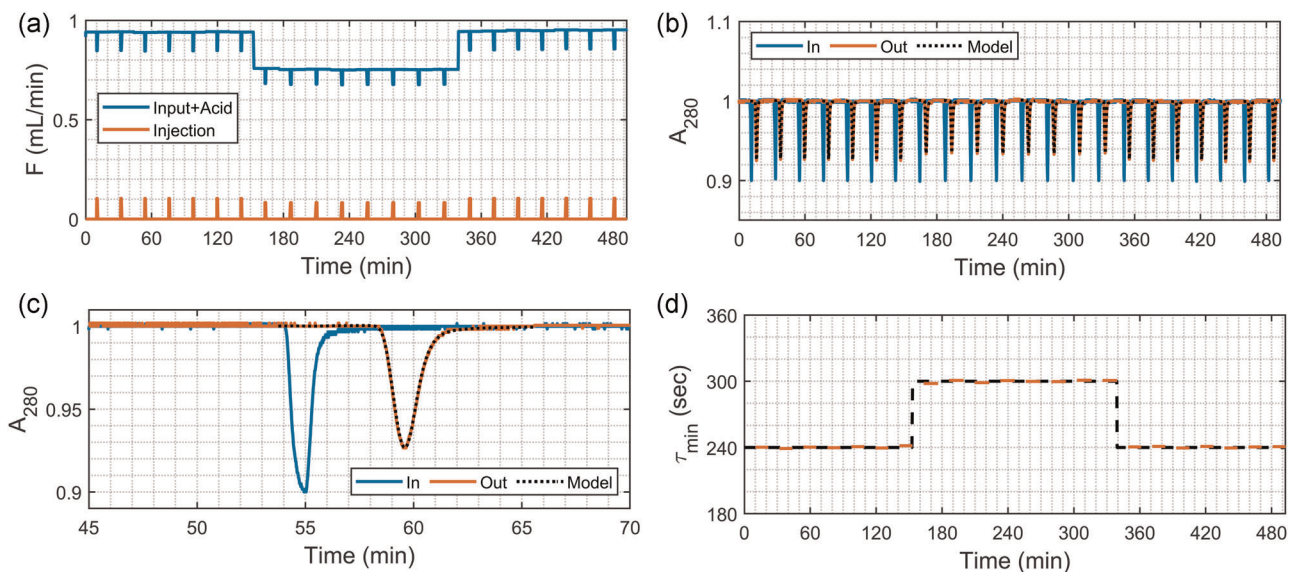 (a)
F (mL/min)
1
0.5
0
Input+Acid
Injection
0 60 120 180 240 300 360 420 480
Time (min)
(b)
A280
1.1
1
0.9
In Out Model
0 60 120 180 240 300 360 420 480
Time (min)
(c)
A280
1
0.95
0.9
In Out Model
45 50 55 60 65 70
Time (min)
(d)
τmin (sec)
360
300
240
180
0 60 120 180 240 300 360 420 480
Time (min)